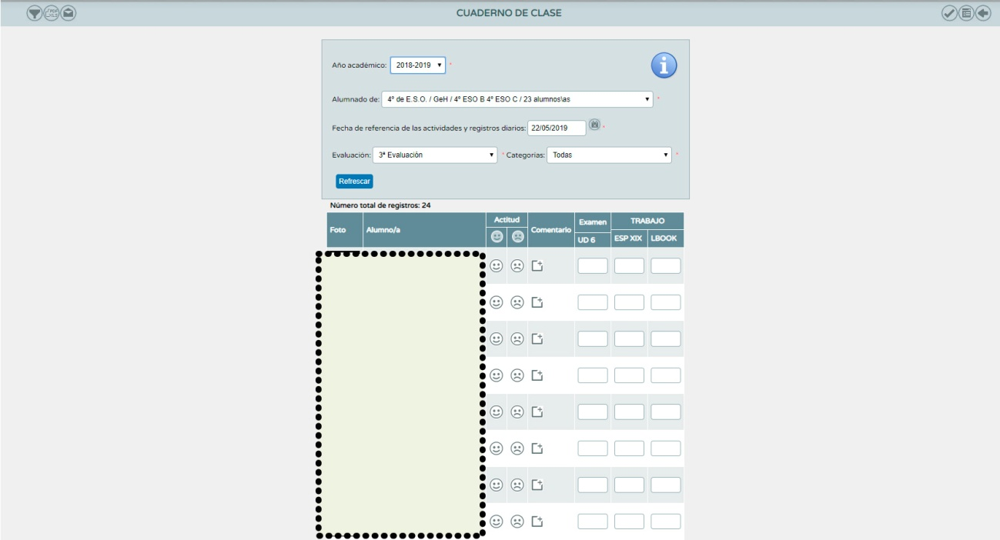 CUADERNO DE CLASE
Año académico: 2018-2019 *
Alumnado de: 4º de E.S.O. / GeH / 4º ESO B 4º ESO C / 23 alumnos\as *
Fecha de referencia de las actividades y registros diarios: 22/05/2019 *
Evaluación: 3ª Evaluación * Categorías: Todas *
Refrescar
Número total de registros: 24
Foto Alumno/a Actitud Comentario Examen TRABAJO
UD 6 ESP XIX LBOOK